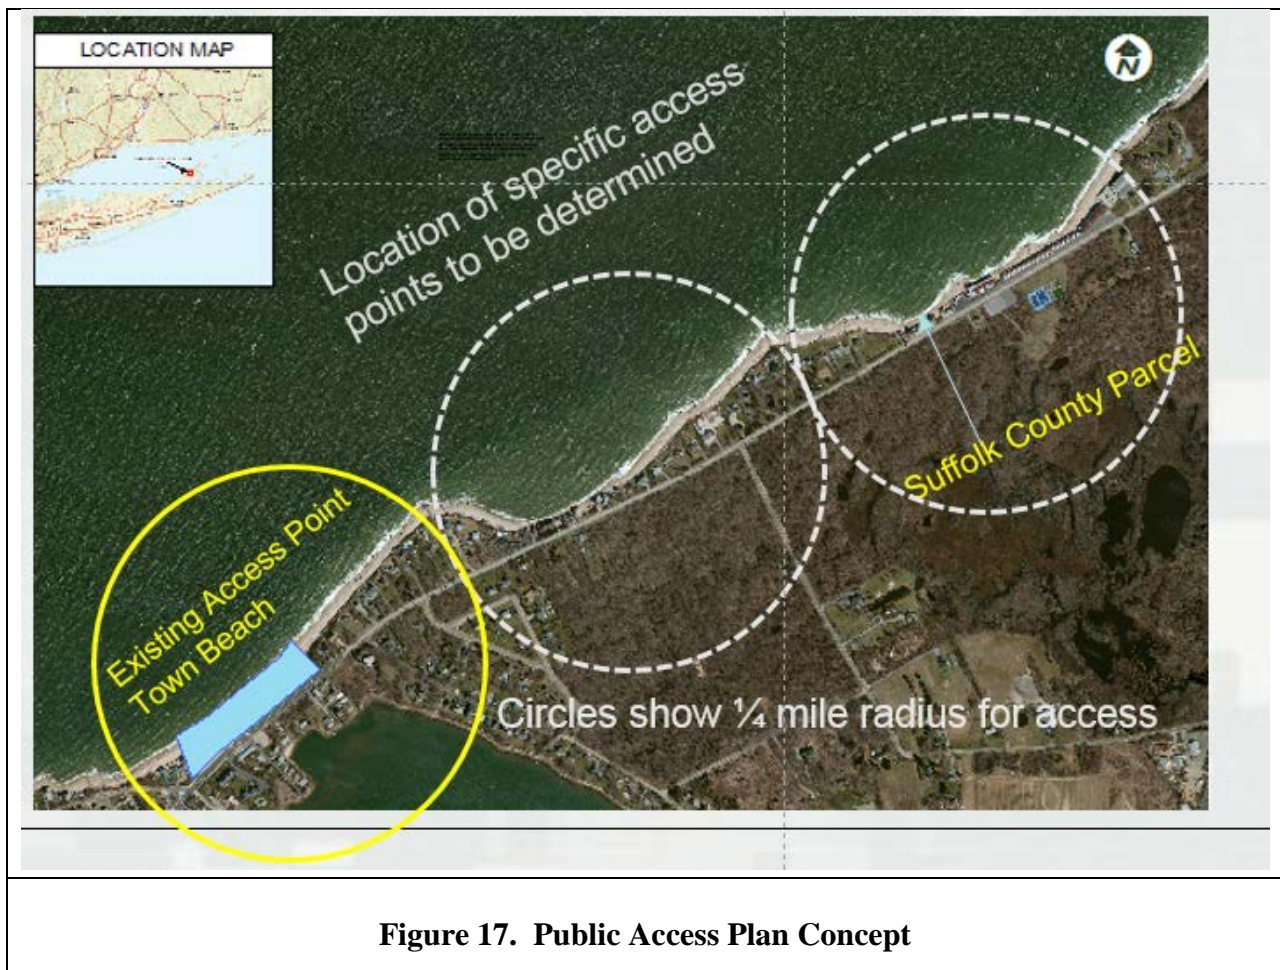 LOCATION MAP
N
Location of specific access
points to be determined
Suffolk County Parcel
Existing Access Point
Town Beach
Circles show ¼ mile radius for access
Figure 17. Public Access Plan Concept